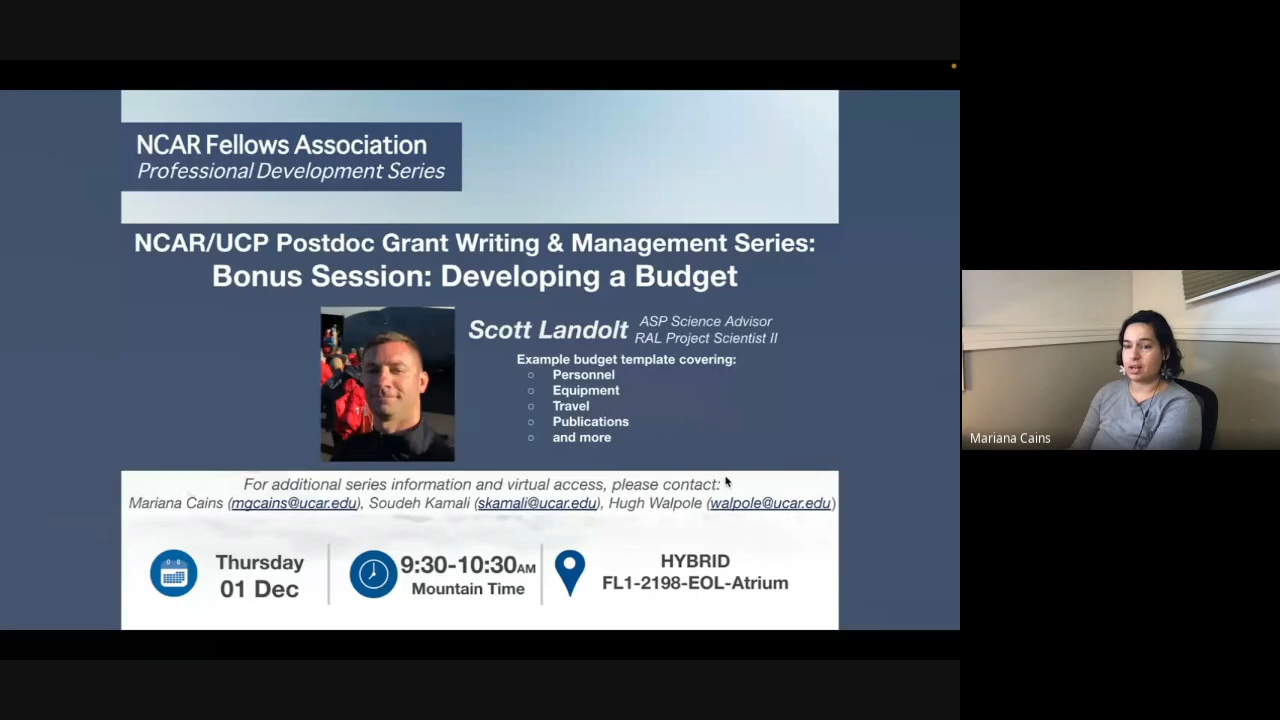 NCAR Fellows Association
Professional Development Series
NCAR/UCP Postdoc Grant Writing & Management Series:
Bonus Session: Developing a Budget
Scott Landolt
ASP Science Advisor
RAL Project Scientist II
Example budget template covering:
○ Personnel
○ Equipment
○ Travel
○ Publications
○ and more
For additional series information and virtual access, please contact:
Mariana Cains (mgcains@ucar.edu), Soudeh Kamali (skamali@ucar.edu), Hugh Walpole (walpole@ucar.edu)
Thursday
01 Dec
9:30-10:30AM
Mountain Time
HYBRID
FL1-2198-EOL-Atrium
Mariana Cains